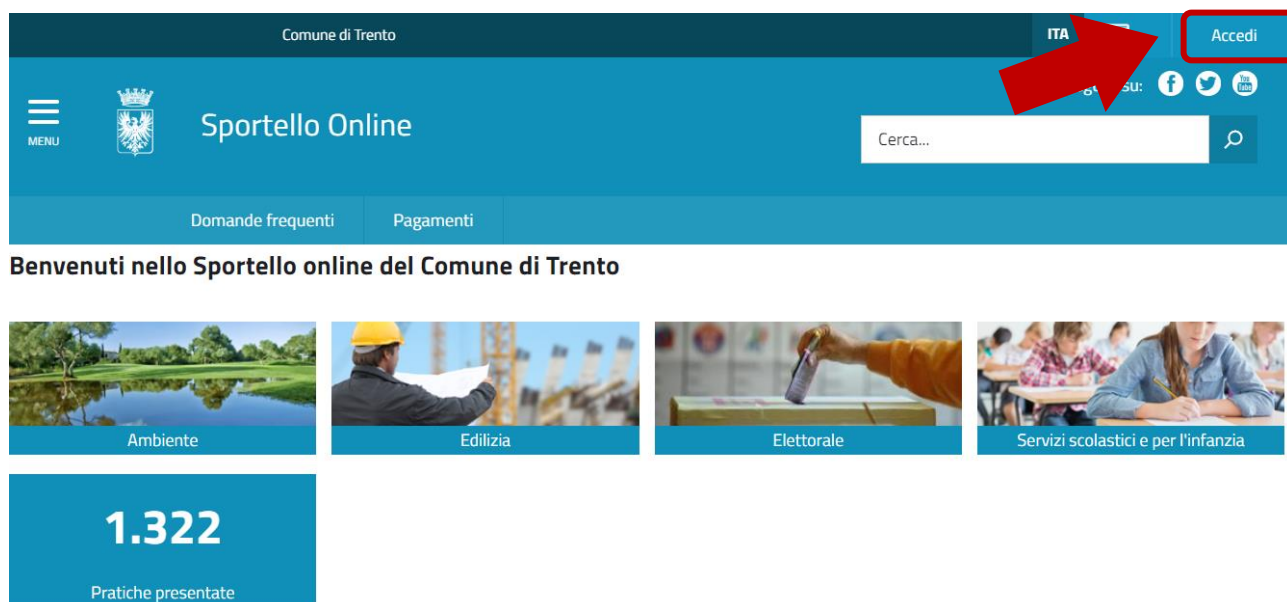 Comune di Trento
ITA
Accedi
su:
MENU
Sportello Online
Cerca...
Domande frequenti
Pagamenti
Benvenuti nello Sportello online del Comune di Trento
Ambiente
Edilizia
Elettorale
Servizi scolastici e per l'infanzia
1.322
Pratiche presentate